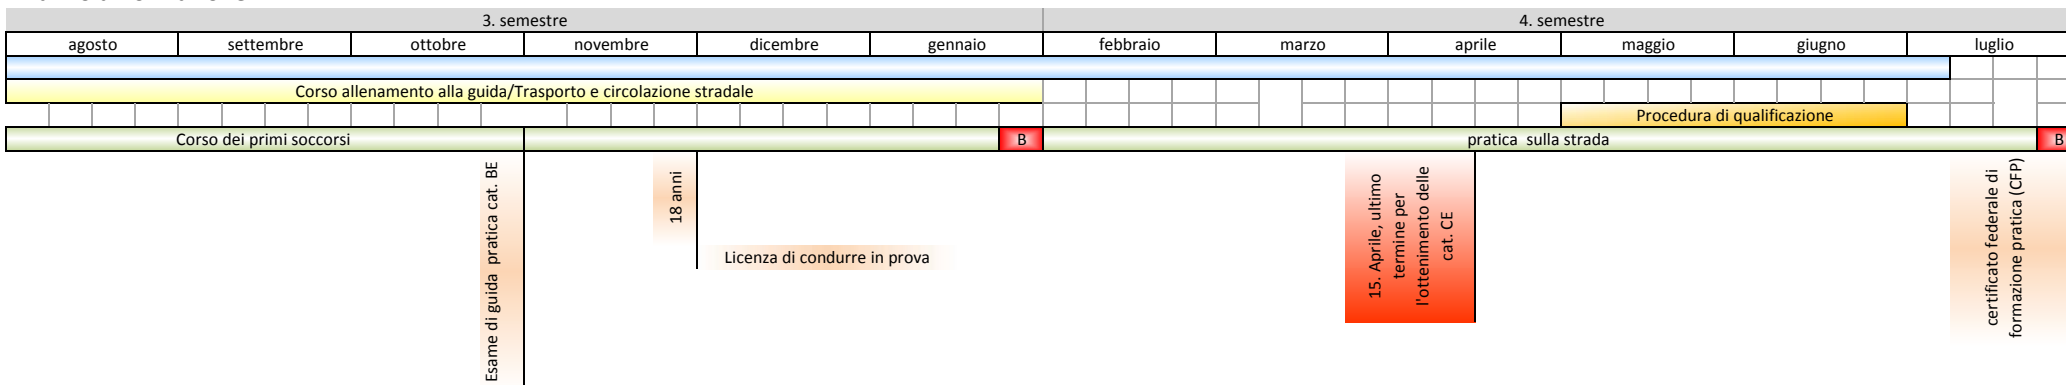 3. semestre
4. semestre
agosto
settembre
ottobre
novembre
dicembre
gennaio
febbraio
marzo
aprile
maggio
giugno
luglio
Corso allenamento alla guida/Trasporto e circolazione stradale
Procedura di qualificazione
Corso dei primi soccorsi
B
pratica sulla strada
B
Esame di guida pratica cat. BE
18 anni
Licenza di condurre in prova
15. Aprile, ultimo
termine per
l'ottenimento delle
cat. CE
certificato federale di
formazione pratica (CFP)